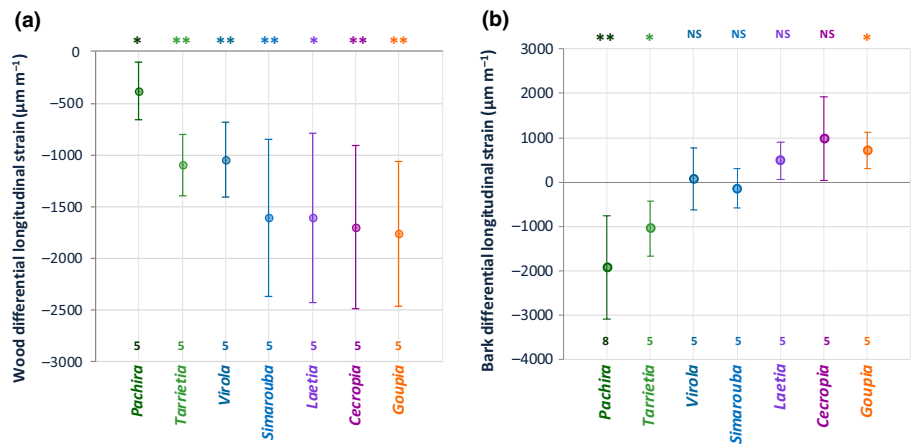 (a)
* ** ** ** * ** **
Wood differential longitudinal strain (µm m⁻¹)
0
−500
−1000
−1500
−2000
−2500
−3000
5 5 5 5 5 5 5
Pachira
Tarrietia
Virola
Simarouba
Laetia
Cecropia
Goupia
(b)
** * NS NS NS NS *
Bark differential longitudinal strain (µm m⁻¹)
3000
2000
1000
0
−1000
−2000
−3000
−4000
8 5 5 5 5 5 5
Pachira
Tarrietia
Virola
Simarouba
Laetia
Cecropia
Goupia